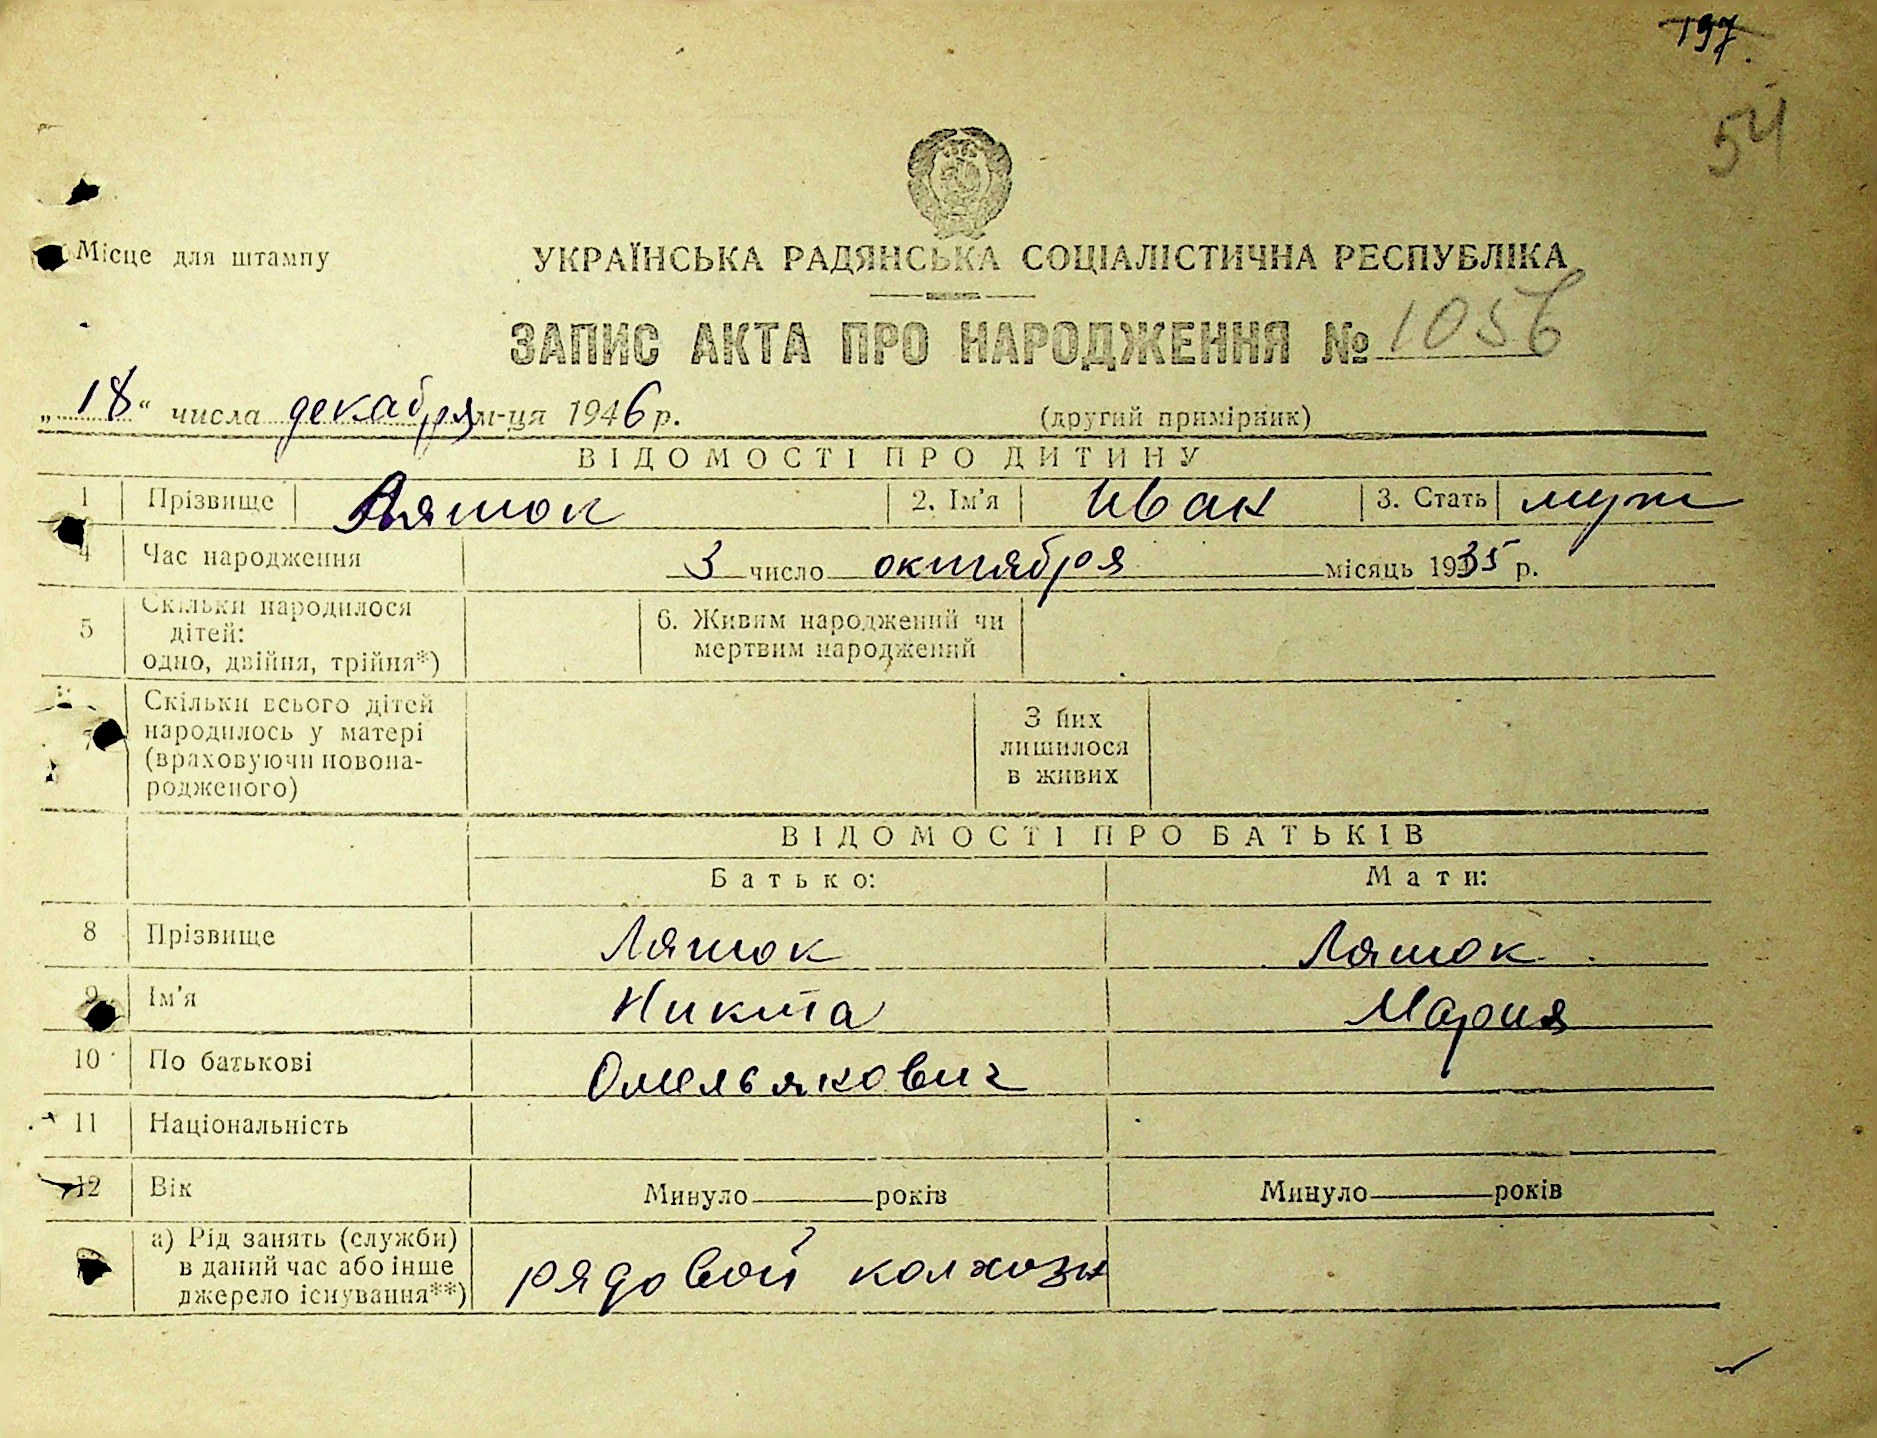 197.
54
Місце для штампу
УКРАЇНСЬКА РАДЯНСЬКА СОЦІАЛІСТИЧНА РЕСПУБЛІКА
ЗАПИС АКТА ПРО НАРОДЖЕННЯ № 1056
„18“ числа декабря м-ця 1946 р. (другий примірник)
ВІДОМОСТІ ПРО ДИТИНУ
1 Прізвище Ляшок 2. Ім'я Иван 3. Стать муж
4 Час народження 3 число октября місяць 1935 р.
5 Скільки народилося
дітей:
одно, двійня, трійня*)
6. Живим народжений чи
мертвим народжений
7 Скільки всього дітей
народилось у матері
(враховуючи новона-
родженого)
З них
лишилося
в живих
ВІДОМОСТІ ПРО БАТЬКІВ
Батько: Мати:
8 Прізвище Ляшок Ляшок
9 Ім'я Никита Мария
10 По батькові Омельякович
11 Національність
12 Вік Минуло років Минуло років
а) Рід занять (служби)
в даний час або інше
джерело існування**)
рядовой колхозн